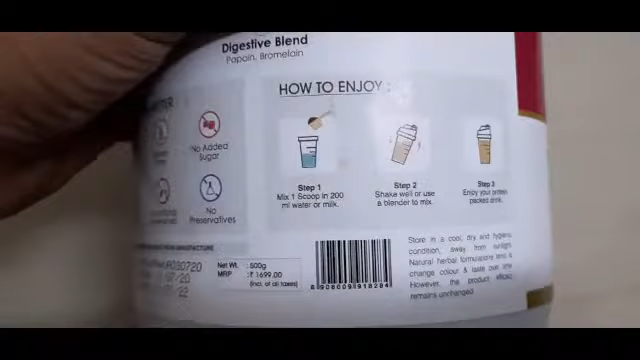 Digestive Blend
Papain, Bromelain
HOW TO ENJOY :
No Added
Sugar
No
Preservatives
Step 1
Mix 1 Scoop in 200
ml water or milk.
Step 2
Shake well or use
a blender to mix.
Step 3
Enjoy your protein
packed drink.
Net Wt. : 500g
MRP : ₹ 1699.00
(Incl. of all taxes)
Store in a cool, dry and hygienic
condition, away from sunlight.
Natural herbal formulations tend to
change colour & taste over time.
However, the product efficacy
remains unchanged.